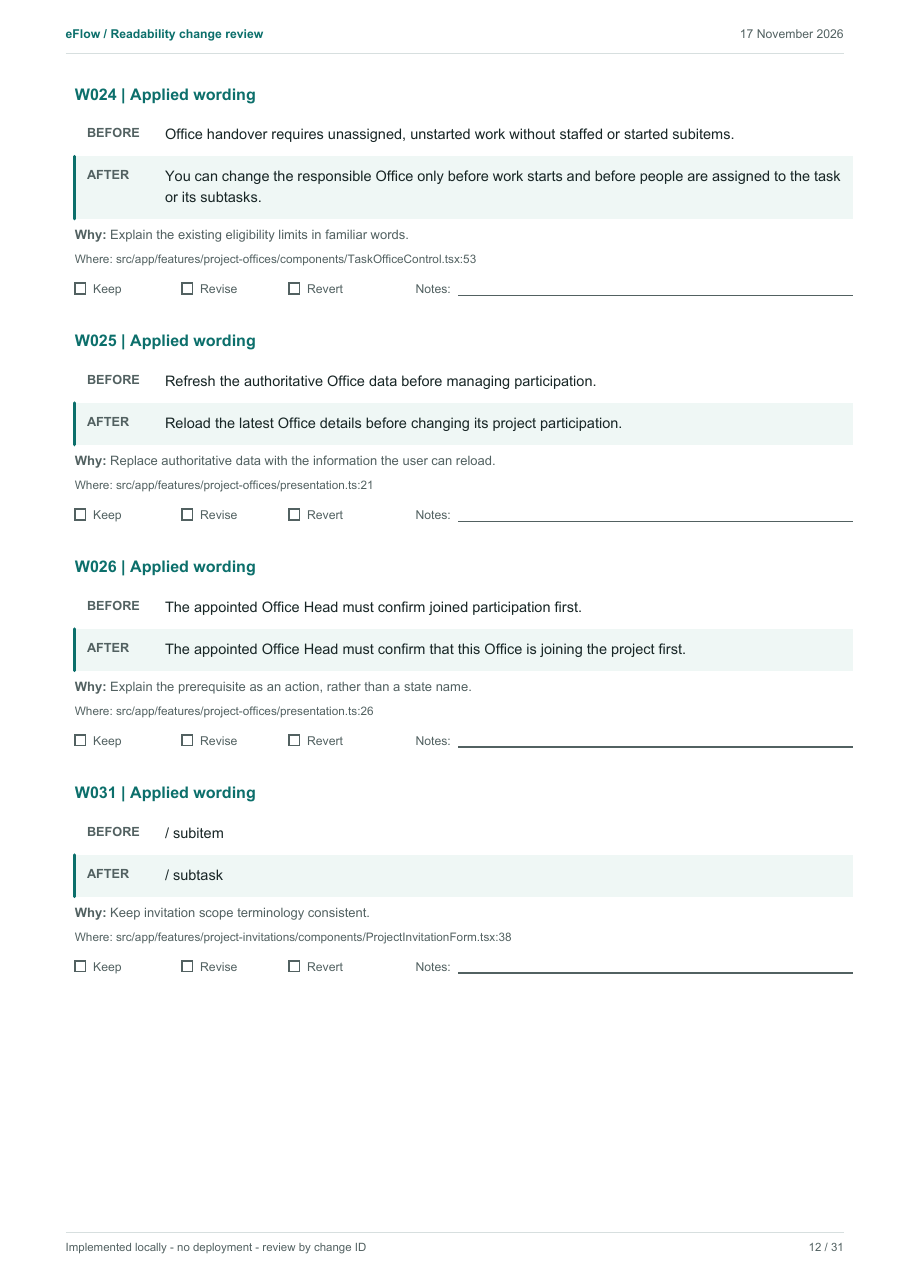 eFlow / Readability change review 17 November 2026
W024 | Applied wording
BEFORE Office handover requires unassigned, unstarted work without staffed or started subitems.
AFTER You can change the responsible Office only before work starts and before people are assigned to the task
or its subtasks.
Why: Explain the existing eligibility limits in familiar words.
Where: src/app/features/project-offices/components/TaskOfficeControl.tsx:53
Keep Revise Revert Notes:
W025 | Applied wording
BEFORE Refresh the authoritative Office data before managing participation.
AFTER Reload the latest Office details before changing its project participation.
Why: Replace authoritative data with the information the user can reload.
Where: src/app/features/project-offices/presentation.ts:21
Keep Revise Revert Notes:
W026 | Applied wording
BEFORE The appointed Office Head must confirm joined participation first.
AFTER The appointed Office Head must confirm that this Office is joining the project first.
Why: Explain the prerequisite as an action, rather than a state name.
Where: src/app/features/project-offices/presentation.ts:26
Keep Revise Revert Notes:
W031 | Applied wording
BEFORE / subitem
AFTER / subtask
Why: Keep invitation scope terminology consistent.
Where: src/app/features/project-invitations/components/ProjectInvitationForm.tsx:38
Keep Revise Revert Notes:
Implemented locally - no deployment - review by change ID 12 / 31